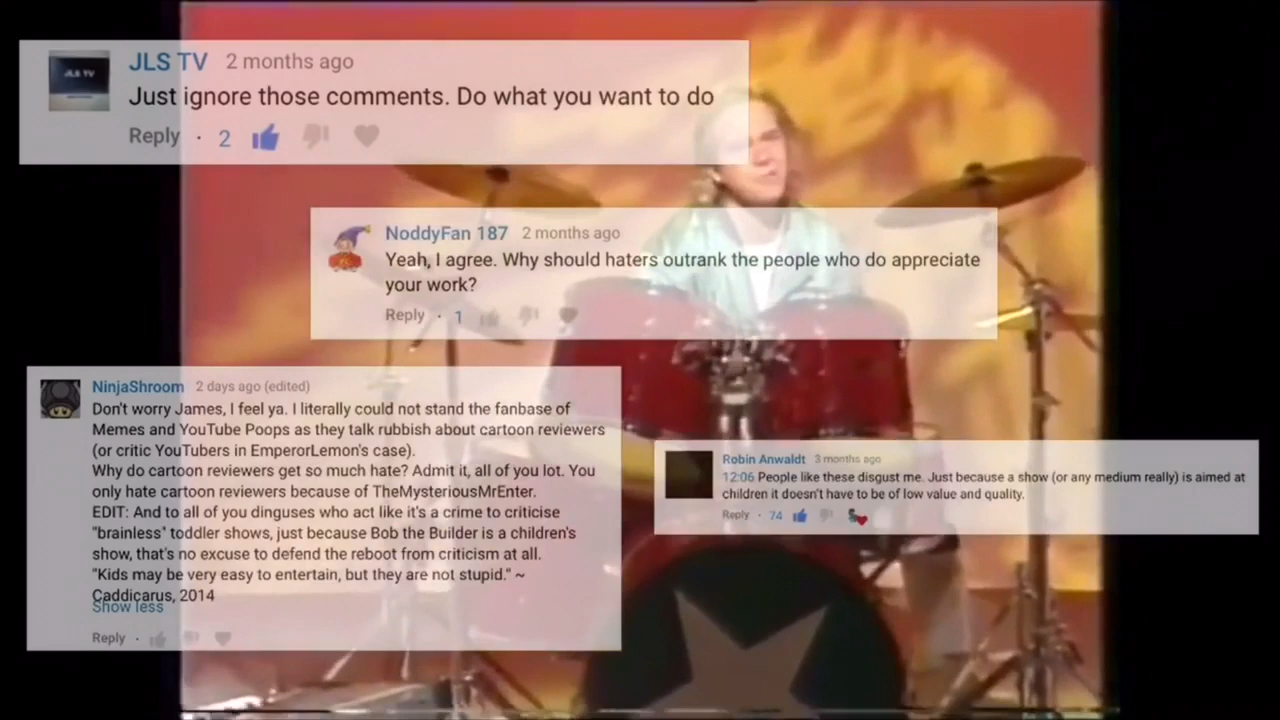 JLS TV 2 months ago
Just ignore those comments. Do what you want to do
Reply · 2
JLS TV
NoddyFan 187 2 months ago
Yeah, I agree. Why should haters outrank the people who do appreciate
your work?
Reply · 1
NinjaShroom 2 days ago (edited)
Don't worry James, I feel ya. I literally could not stand the fanbase of
Memes and YouTube Poops as they talk rubbish about cartoon reviewers
(or critic YouTubers in EmperorLemon's case).
Why do cartoon reviewers get so much hate? Admit it, all of you lot. You
only hate cartoon reviewers because of TheMysteriousMrEnter.
EDIT: And to all of you dinguses who act like it's a crime to criticise
"brainless" toddler shows, just because Bob the Builder is a children's
show, that's no excuse to defend the reboot from criticism at all.
"Kids may be very easy to entertain, but they are not stupid." ~
Caddicarus, 2014
Show less
Reply ·
Robin Anwaldt 3 months ago
12:06 People like these disgust me. Just because a show (or any medium really) is aimed at
children it doesn't have to be of low value and quality.
Reply · 74